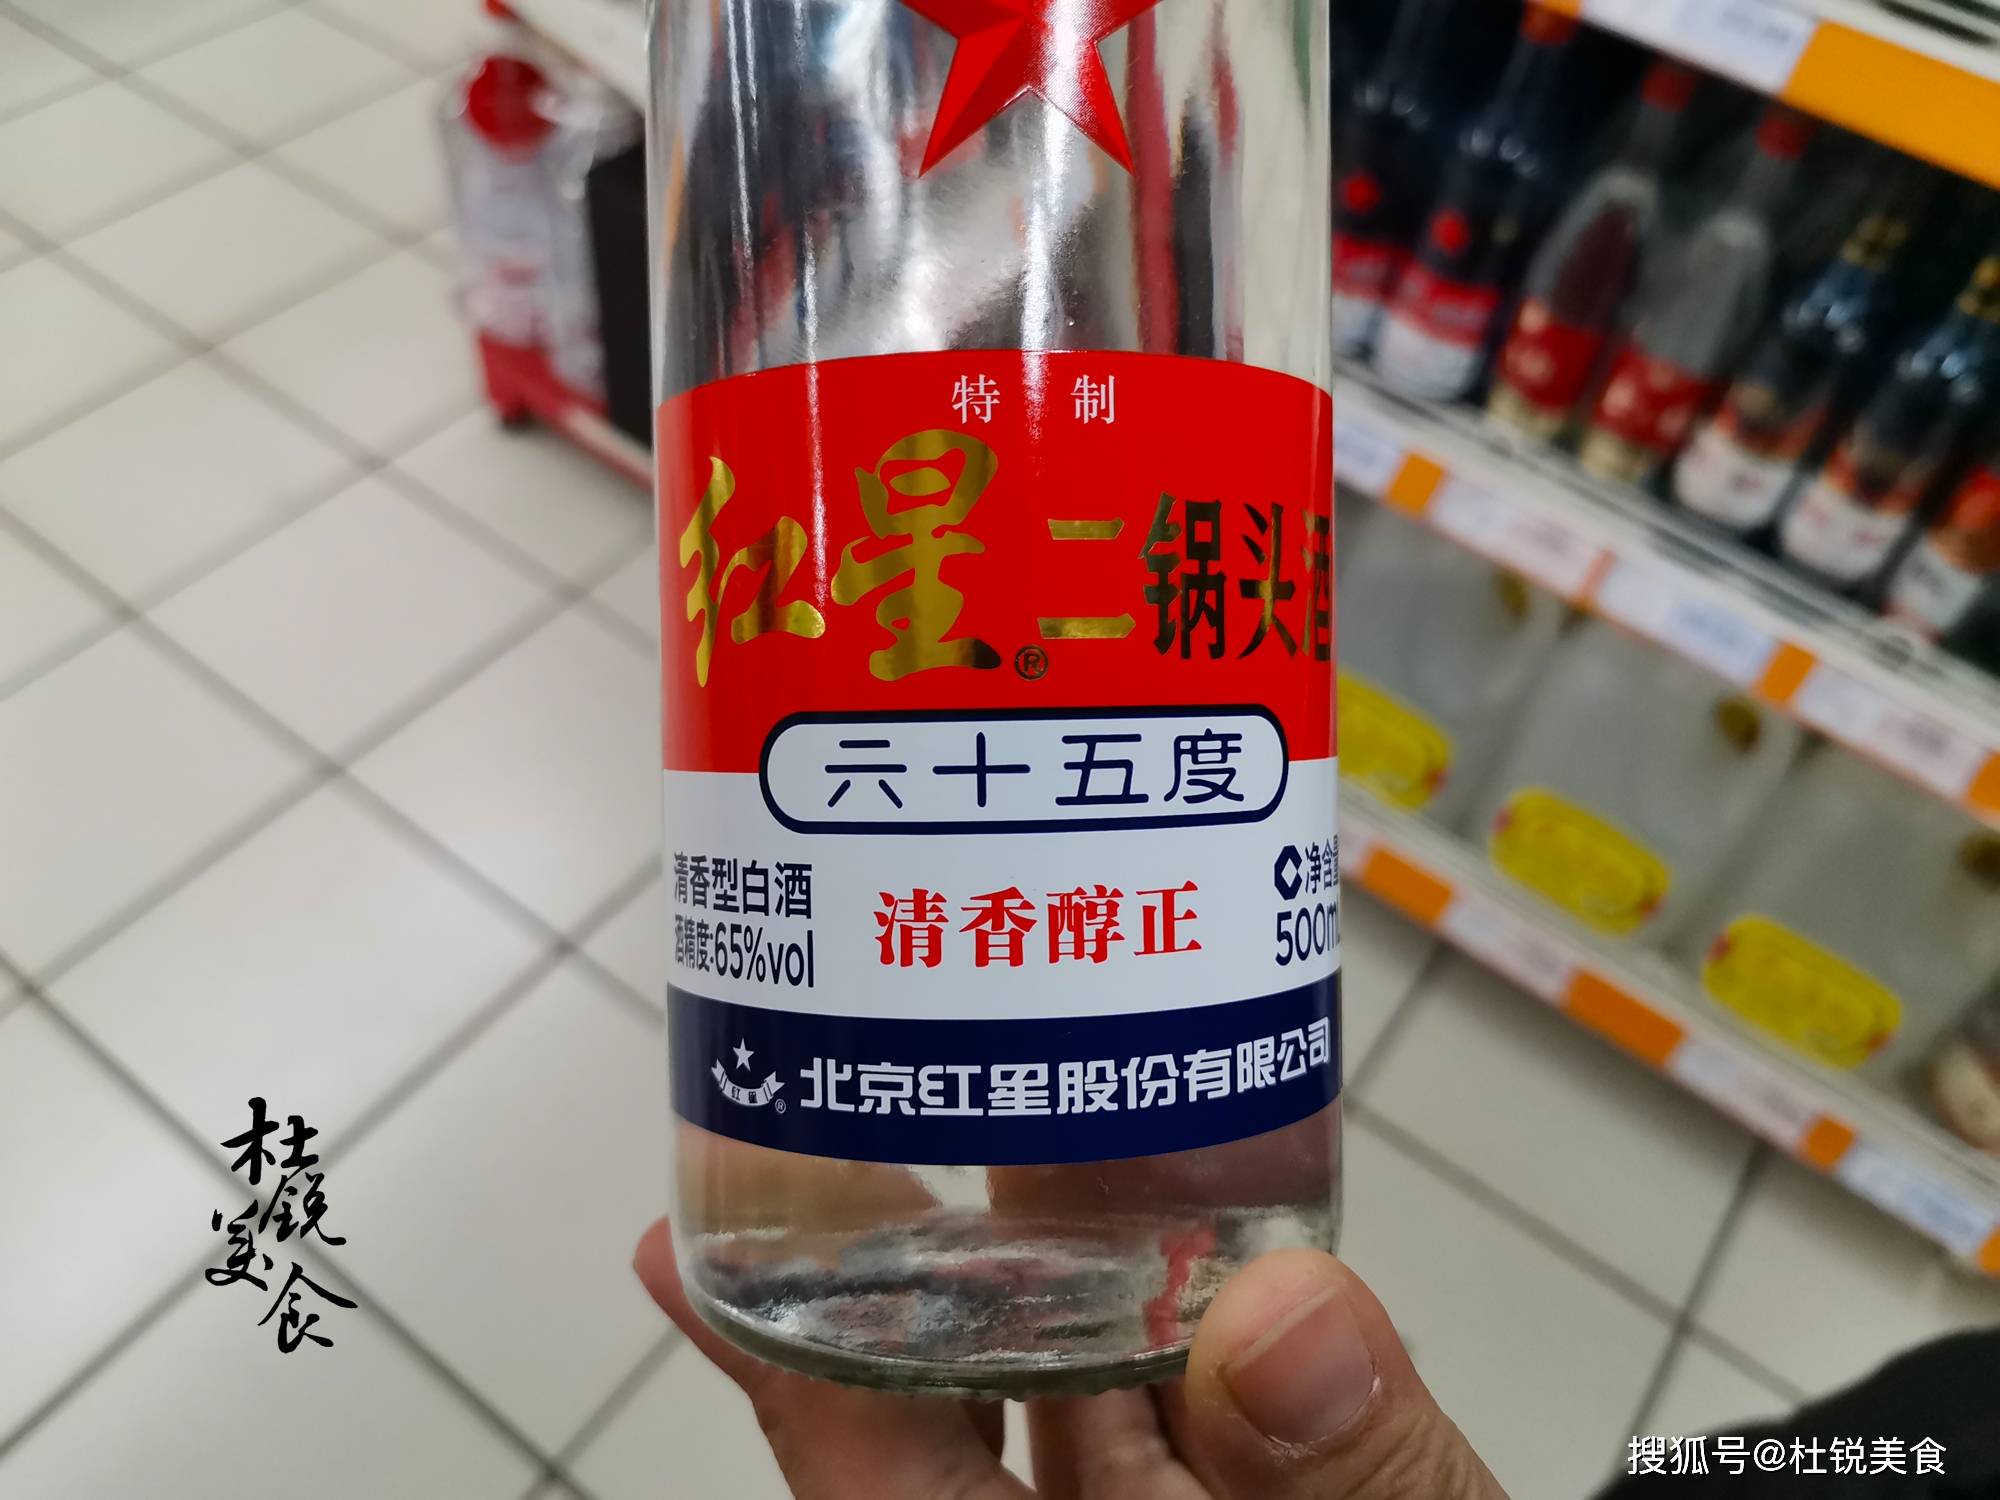 特 制
红星®二锅头酒
六十五度
清香型白酒
酒精度:65%vol
清香醇正
净含量
500mL
红星®
北京红星股份有限公司
杜锐美食
搜狐号@杜锐美食